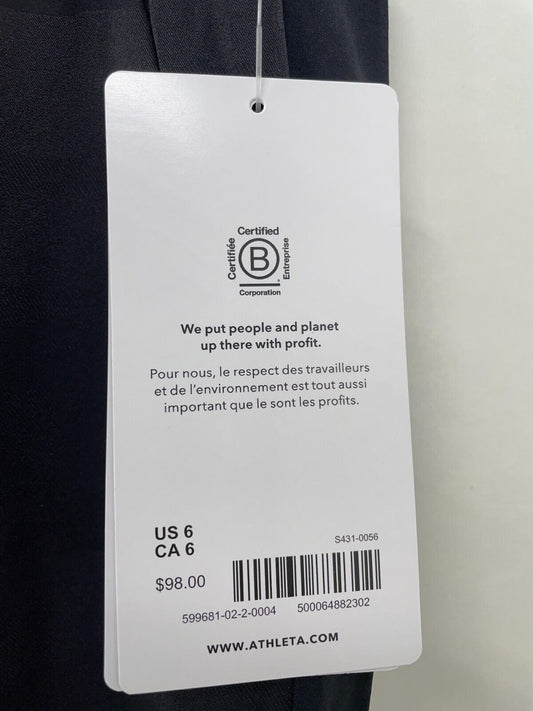 Certified
Certifiée
B
Entreprise
Corporation
We put people and planet
up there with profit.
Pour nous, le respect des travailleurs
et de l'environnement est tout aussi
important que le sont les profits.
US 6
CA 6
S431-0056
$98.00
599681-02-2-0004 500064882302
WWW.ATHLETA.COM